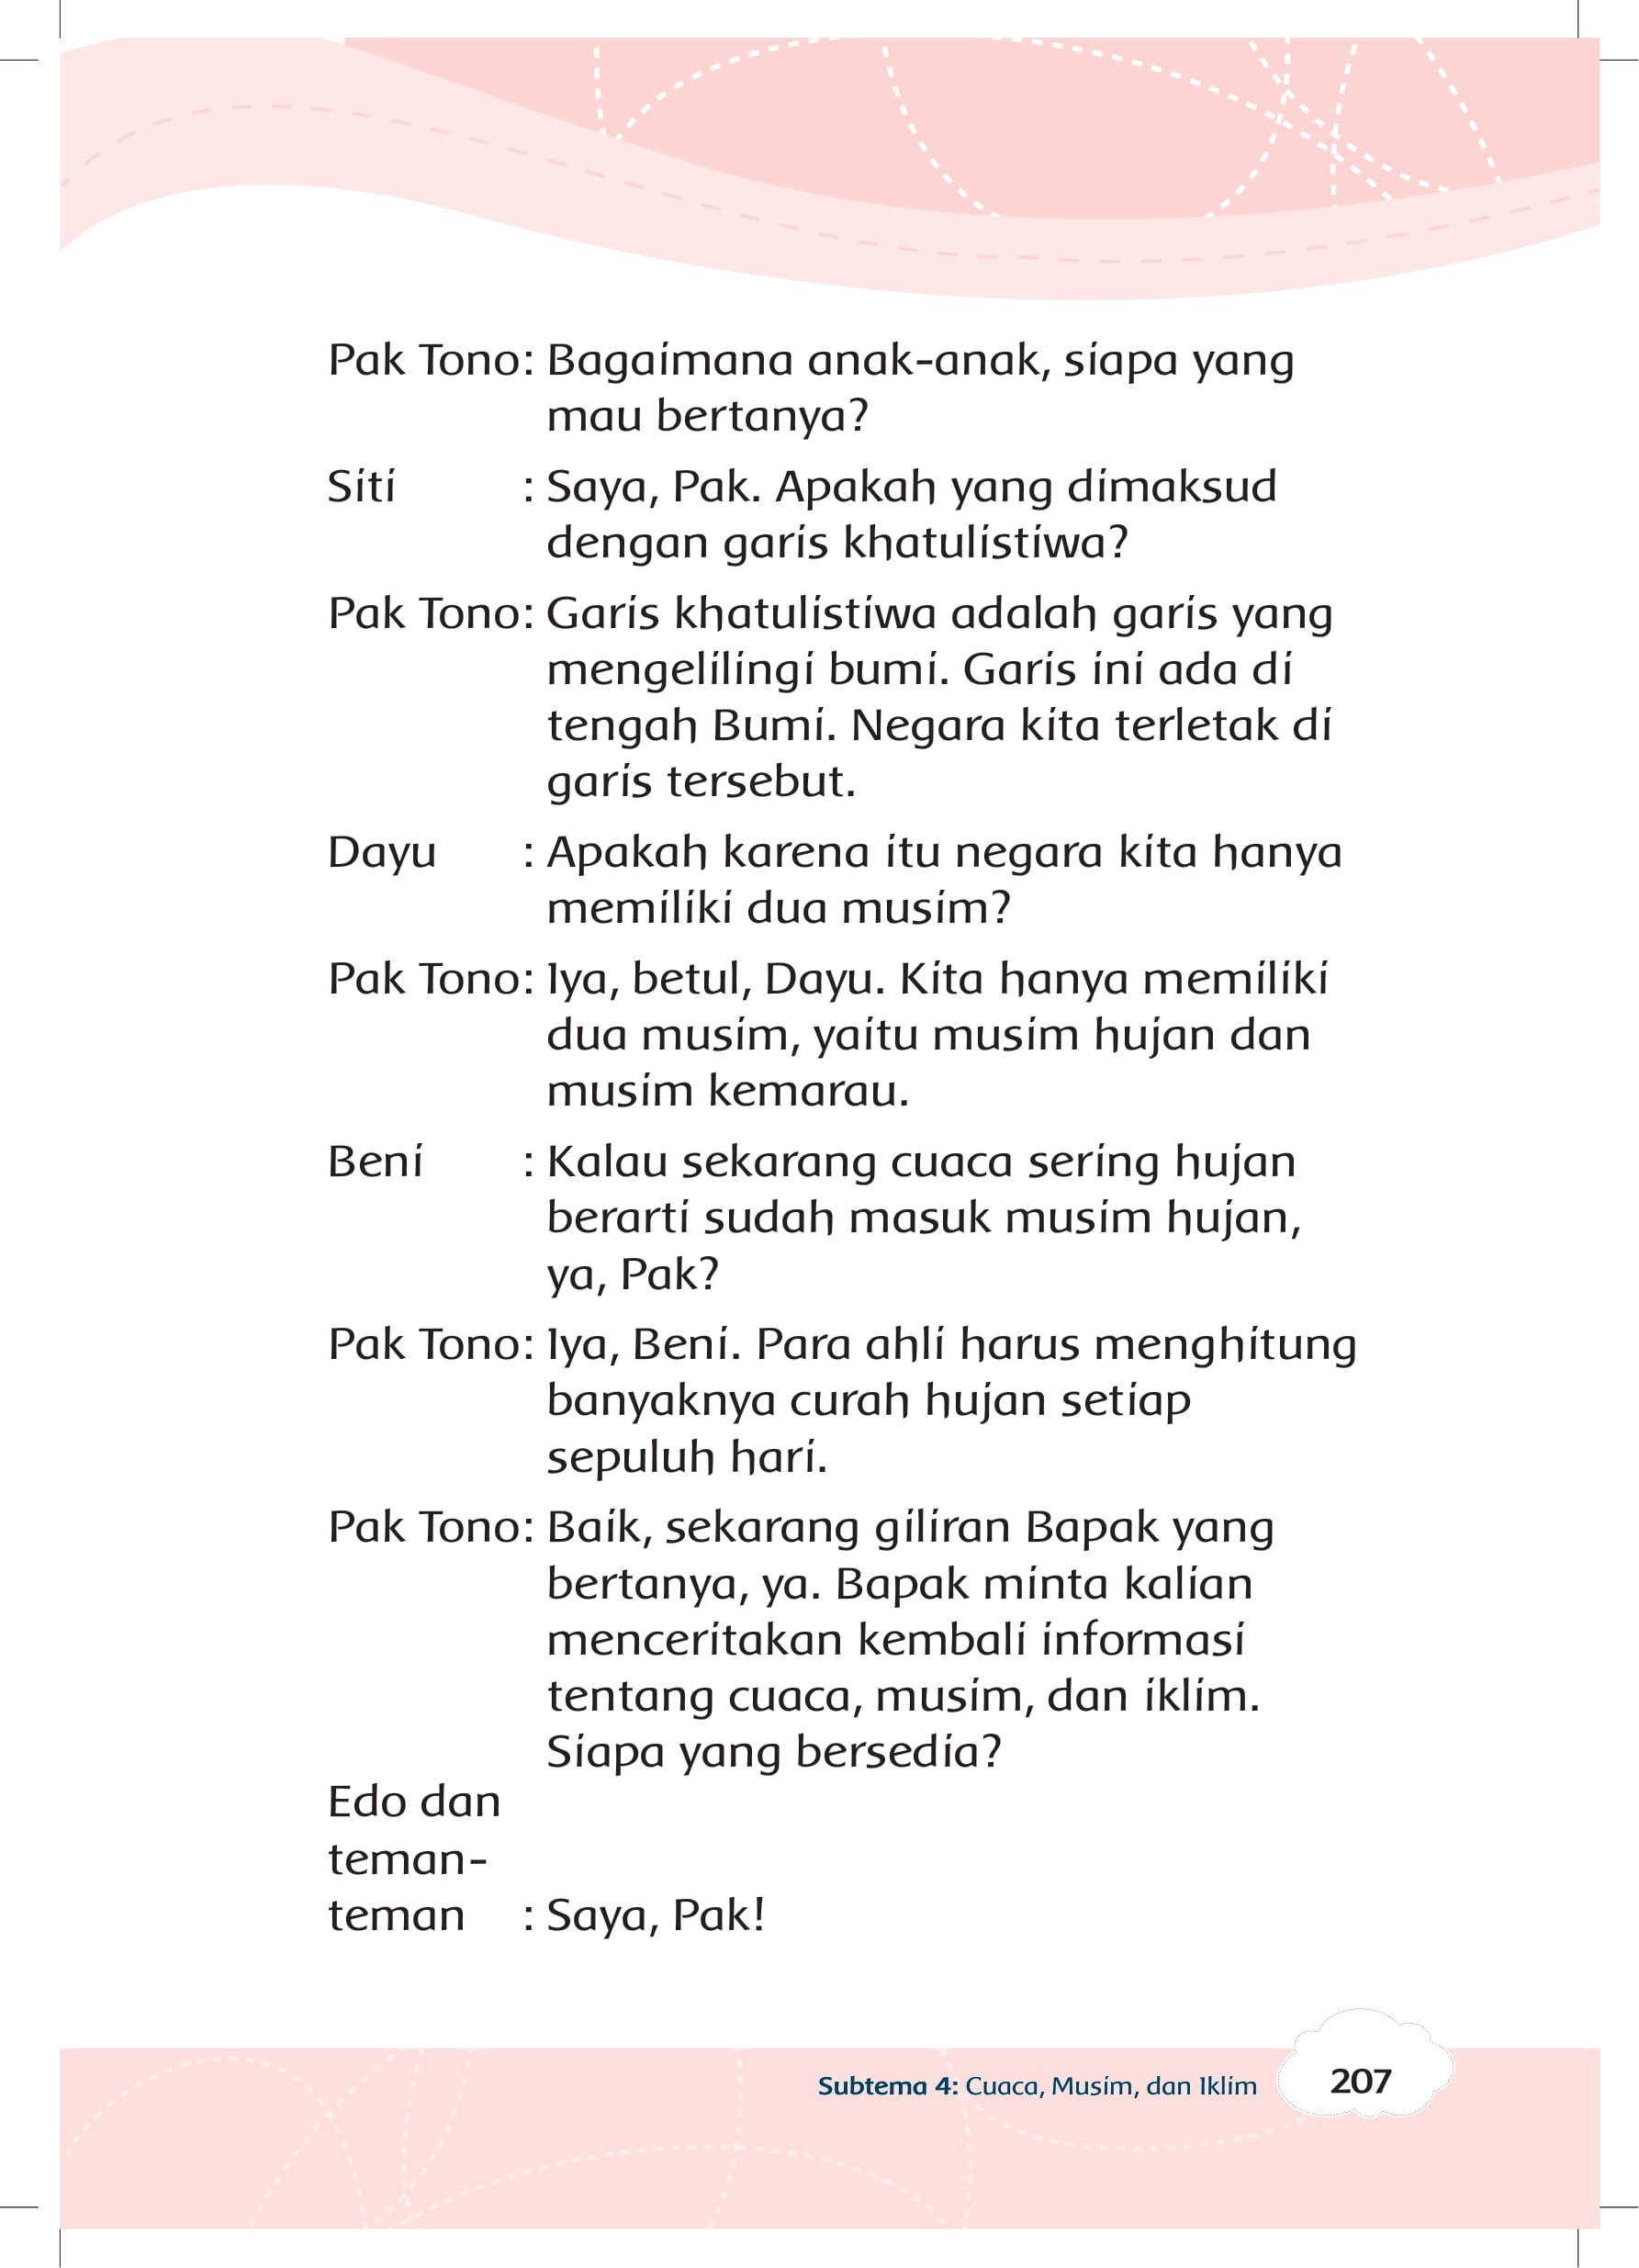 Pak Tono: Bagaimana anak-anak, siapa yang
mau bertanya?
Siti : Saya, Pak. Apakah yang dimaksud
dengan garis khatulistiwa?
Pak Tono: Garis khatulistiwa adalah garis yang
mengelilingi bumi. Garis ini ada di
tengah Bumi. Negara kita terletak di
garis tersebut.
Dayu : Apakah karena itu negara kita hanya
memiliki dua musim?
Pak Tono: Iya, betul, Dayu. Kita hanya memiliki
dua musim, yaitu musim hujan dan
musim kemarau.
Beni : Kalau sekarang cuaca sering hujan
berarti sudah masuk musim hujan,
ya, Pak?
Pak Tono: Iya, Beni. Para ahli harus menghitung
banyaknya curah hujan setiap
sepuluh hari.
Pak Tono: Baik, sekarang giliran Bapak yang
bertanya, ya. Bapak minta kalian
menceritakan kembali informasi
tentang cuaca, musim, dan iklim.
Siapa yang bersedia?
Edo dan
teman-
teman : Saya, Pak!
Subtema 4: Cuaca, Musim, dan Iklim
207